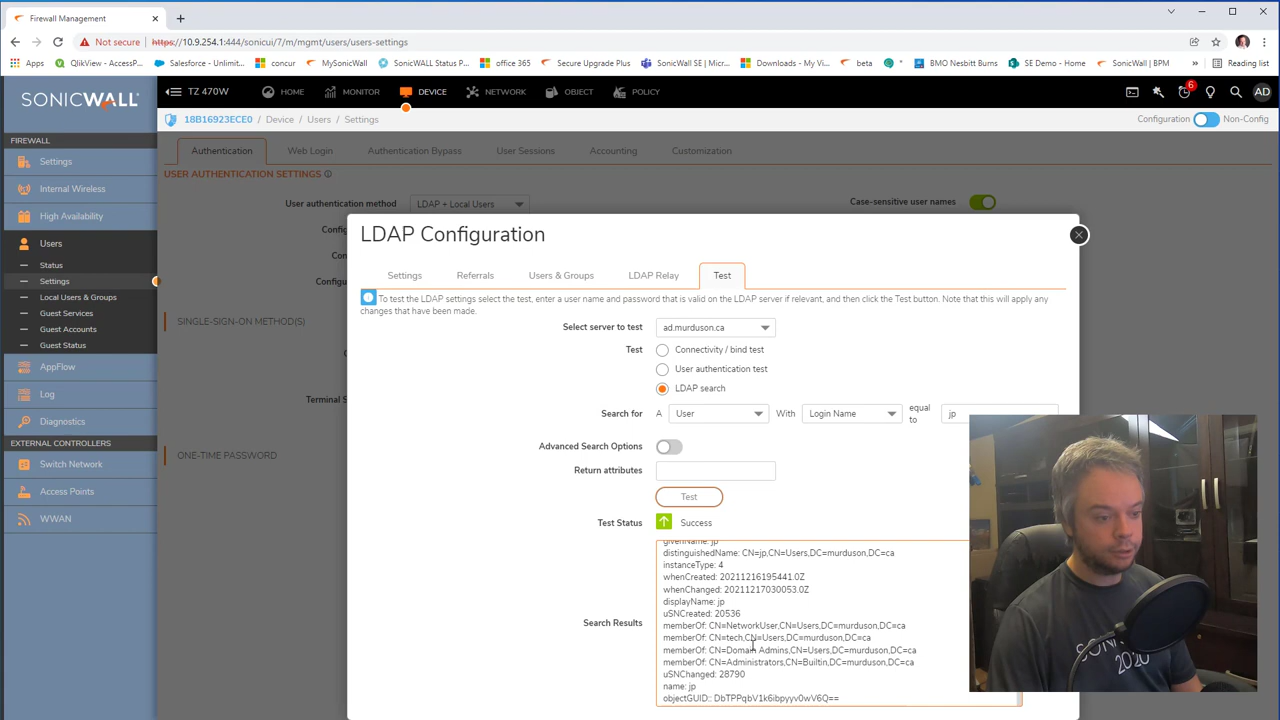 Firewall Management
Not secure https://10.9.254.1:444/sonicui/7/m/mgmt/users/users-settings
Apps QlikView - AccessP... Salesforce - Unlimit... concur MySonicWall SonicWALL Status P... office 365 Secure Upgrade Plus Microsoft Teams SonicWall SE | Mic... Downloads - My Vi... beta BMO Nesbitt Burns SE Demo - Home SonicWall | BPM Reading list
SONICWALL TZ 470W HOME MONITOR DEVICE NETWORK OBJECT POLICY 6 AD
18B16923ECE0 / Device / Users / Settings Configuration Non-Config
FIREWALL
Settings
Internal Wireless
High Availability
Users
Status
Settings
Local Users & Groups
Guest Services
Guest Accounts
Guest Status
AppFlow
Log
Diagnostics
EXTERNAL CONTROLLERS
Switch Network
Access Points
WWAN
Authentication Web Login Authentication Bypass User Sessions Accounting Customization
USER AUTHENTICATION SETTINGS
User authentication method LDAP + Local Users Case-sensitive user names
SINGLE-SIGN-ON METHOD(S)
Terminal S
ONE-TIME PASSWORD
LDAP Configuration
Settings Referrals Users & Groups LDAP Relay Test
To test the LDAP settings select the test, enter a user name and password that is valid on the LDAP server if relevant, and then click the Test button. Note that this will apply any
changes that have been made.
Select server to test ad.murduson.ca
Test Connectivity / bind test
User authentication test
LDAP search
Search for A User With Login Name equal to jp
Advanced Search Options
Return attributes
Test
Test Status Success
Search Results
givenName: jp
distinguishedName: CN=jp,CN=Users,DC=murduson,DC=ca
instanceType: 4
whenCreated: 20211216195441.0Z
whenChanged: 20211217030053.0Z
displayName: jp
uSNCreated: 20536
memberOf: CN=NetworkUser,CN=Users,DC=murduson,DC=ca
memberOf: CN=tech,CN=Users,DC=murduson,DC=ca
memberOf: CN=Domain Admins,CN=Users,DC=murduson,DC=ca
memberOf: CN=Administrators,CN=Builtin,DC=murduson,DC=ca
uSNChanged: 28790
name: jp
objectGUID:: DbTPPqbV1k6ibpyyv0wV6Q==
2020